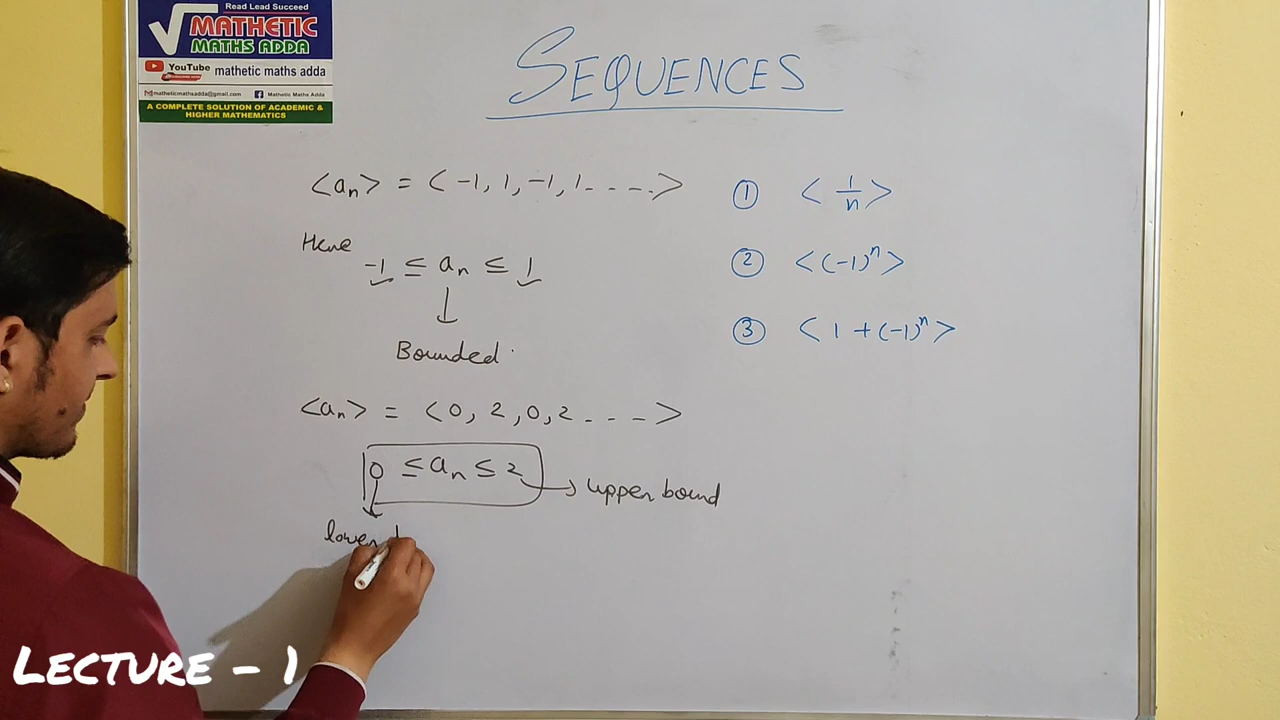 Read Lead Succeed
MATHETIC
MATHS ADDA
YouTube mathetic maths adda
matheticmathsadda@gmail.com Mathetic Maths Adda
A COMPLETE SOLUTION OF ACADEMIC &
HIGHER MATHEMATICS
SEQUENCES
<aₙ> = < -1, 1, -1, 1 - - - - >
Here
-1 ≤ aₙ ≤ 1
↓
Bounded.
<aₙ> = < 0, 2, 0, 2 - - - >
0 ≤ aₙ ≤ 2 → upper bound
lower b
① < 1/n >
② < (-1)ⁿ >
③ < 1 + (-1)ⁿ >
LECTURE - 1